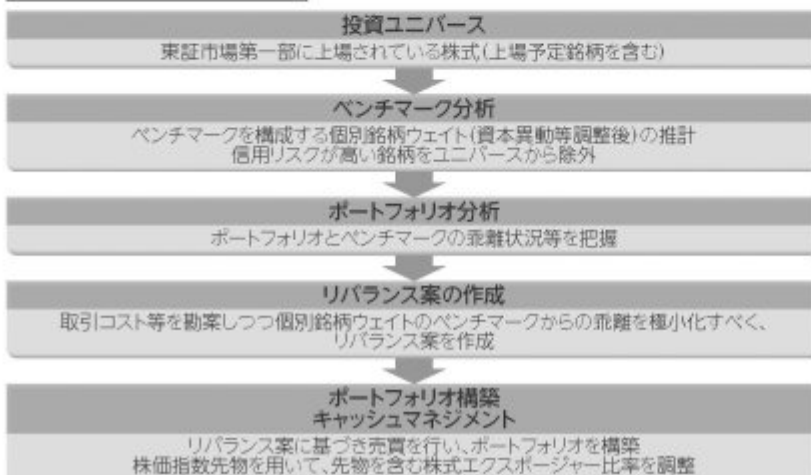 投資ユニバース
東証市場第一部に上場されている株式(上場予定銘柄を含む)
ベンチマーク分析
ベンチマークを構成する個別銘柄ウェイト(資本異動等調整後)の推計
信用リスクが高い銘柄をユニバースから除外
ポートフォリオ分析
ポートフォリオとベンチマークの乖離状況等を把握
リバランス案の作成
取引コスト等を勘案しつつ個別銘柄ウェイトのベンチマークからの乖離を極小化すべく、
リバランス案を作成
ポートフォリオ構築
キャッシュマネジメント
リバランス案に基づき売買を行い、ポートフォリオを構築
株価指数先物を用いて、先物を含む株式エクスポージャー比率を調整